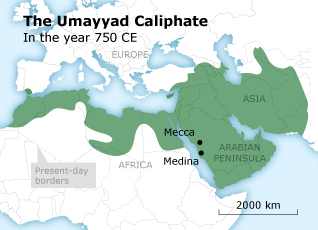 The Umayyad Caliphate
In the year 750 CE
EUROPE
ASIA
Mecca
ARABIAN
PENINSULA
Medina
AFRICA
Present-day
borders
2000 km